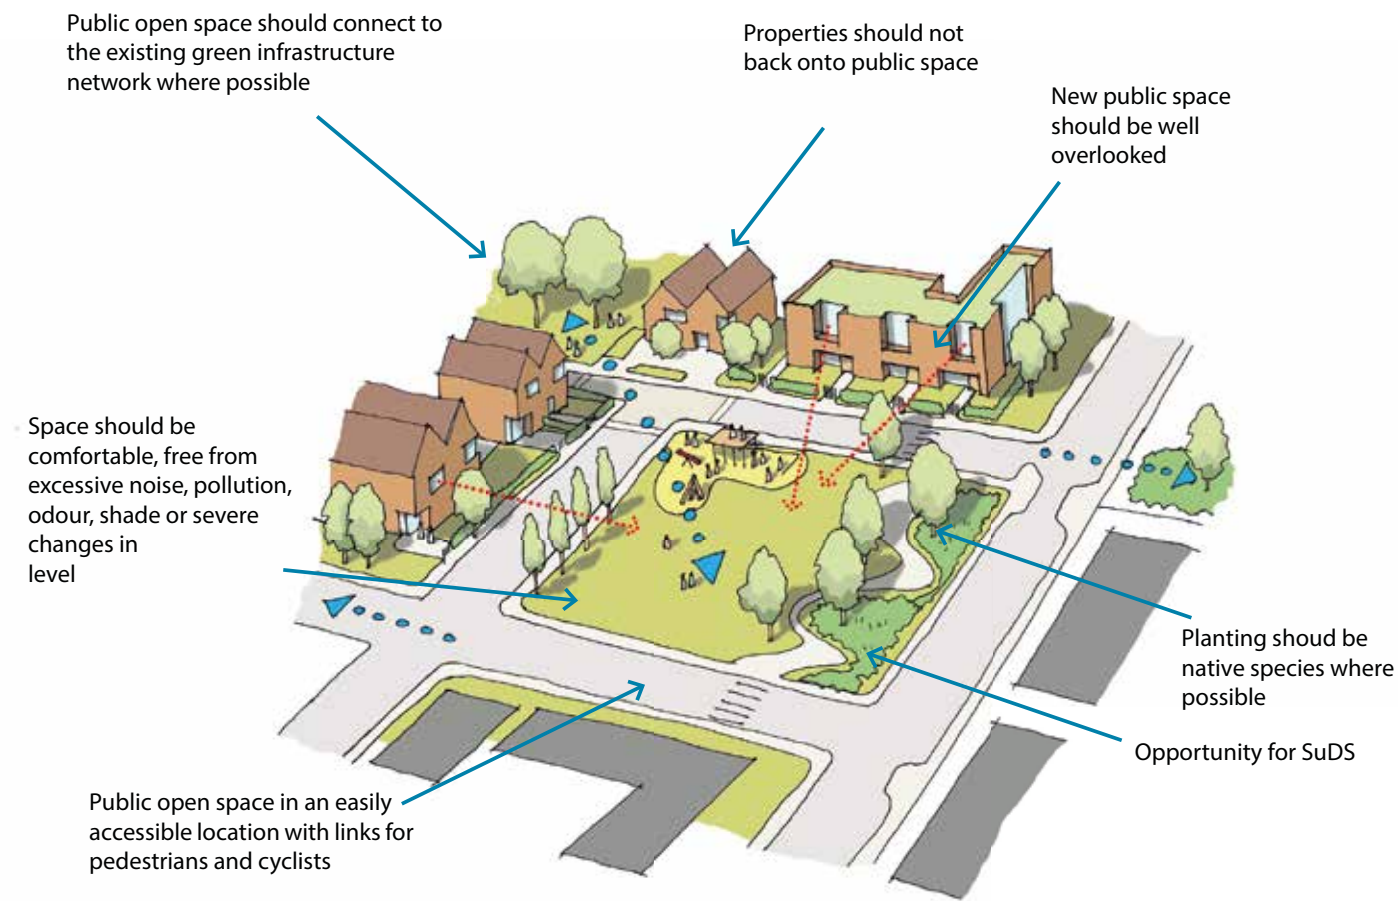 Public open space should connect to
the existing green infrastructure
network where possible
Properties should not
back onto public space
New public space
should be well
overlooked
Space should be
comfortable, free from
excessive noise, pollution,
odour, shade or severe
changes in
level
Planting shoud be
native species where
possible
Opportunity for SuDS
Public open space in an easily
accessible location with links for
pedestrians and cyclists